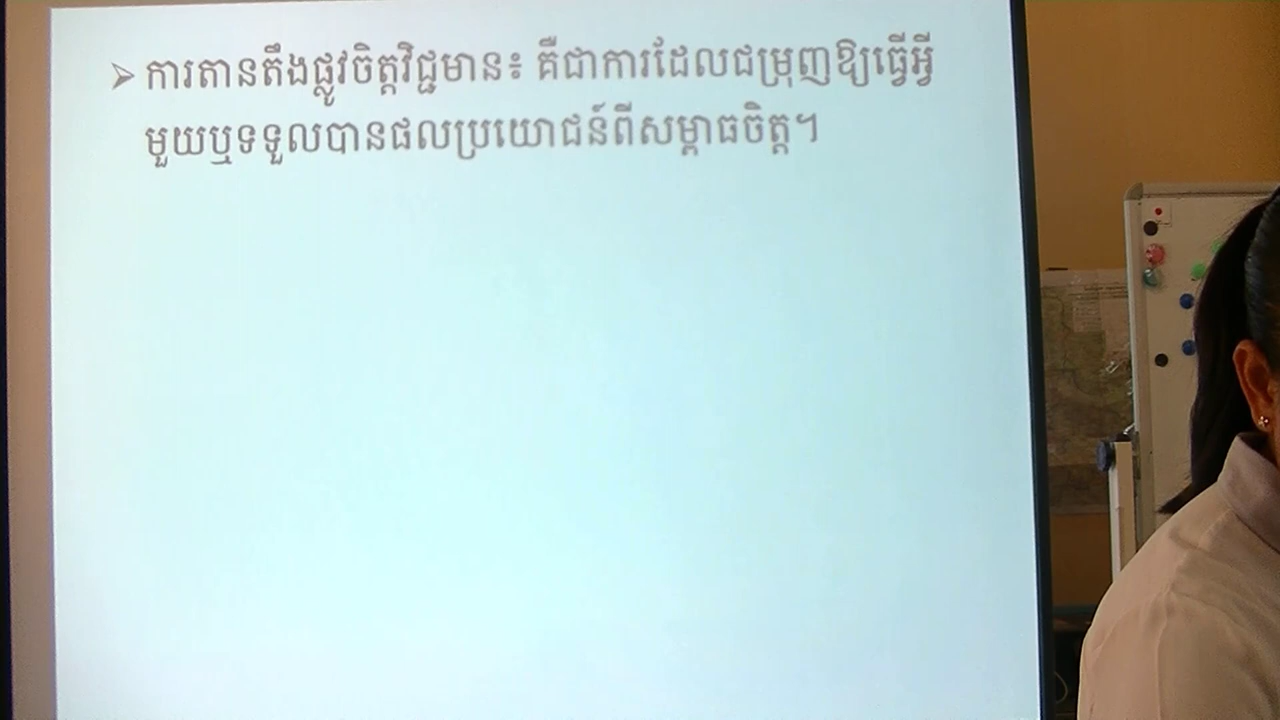 ➢ ការតានតឹងផ្លូវចិត្តវិជ្ជមាន៖ គឺជាការដែលជម្រុញឱ្យធ្វើអ្វី
មួយឬទទួលបានផលប្រយោជន៍ពីសម្ពាធចិត្ត។